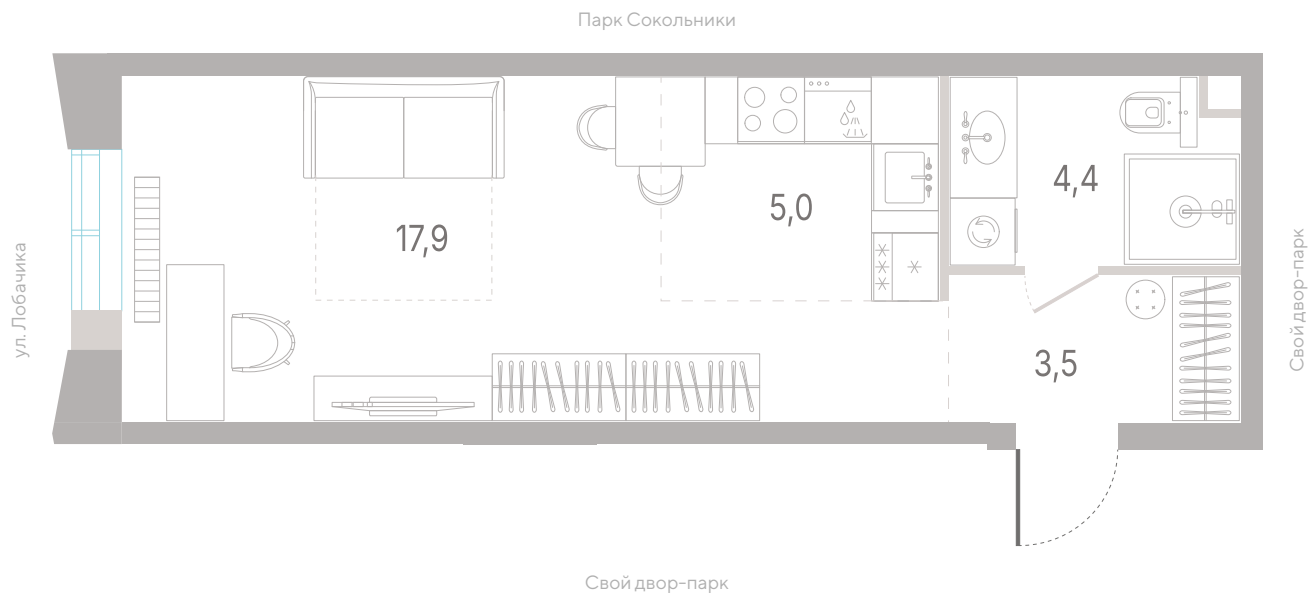 Парк Сокольники
ул. Лобачика
17,9
5,0
4,4
3,5
Свой двор-парк
Свой двор-парк